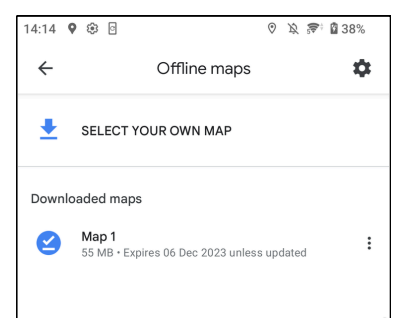 14:14 38%
Offline maps
SELECT YOUR OWN MAP
Downloaded maps
Map 1
55 MB • Expires 06 Dec 2023 unless updated